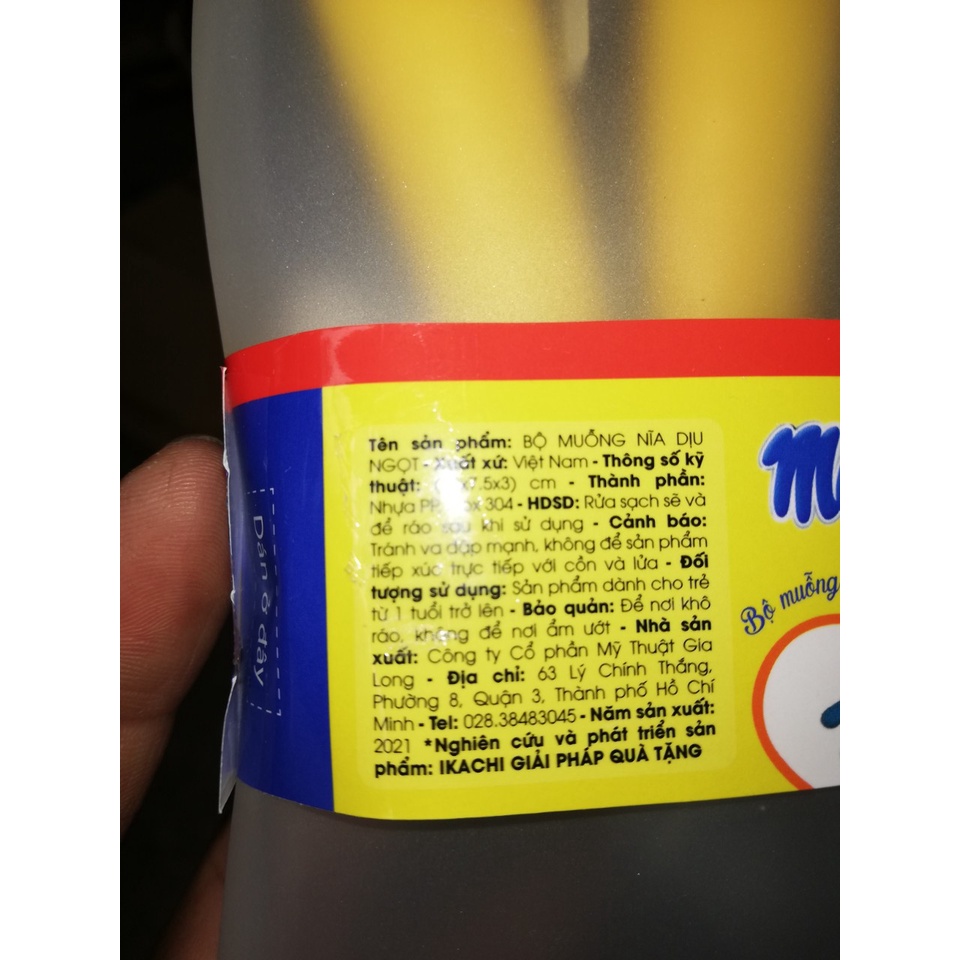 Tên sản phẩm: BỘ MUỖNG NĨA DỊU
NGỌT - Xuất xứ: Việt Nam - Thông số kỹ
thuật: cm - Thành phần:
Nhựa 304 - HDSD: Rửa sạch sẽ và
để ráo sau khi sử dụng - Cảnh báo:
Tránh va đập mạnh, không để sản phẩm
tiếp xúc trực tiếp với cồn và lửa - Đối
tượng sử dụng: Sản phẩm dành cho trẻ
từ 1 tuổi trở lên - Bảo quản: Để nơi khô
ráo, không để nơi ẩm ướt - Nhà sản
xuất: Công ty Cổ phần Mỹ Thuật Gia
Long - Địa chỉ: 63 Lý Chính Thắng,
Phường 8, Quận 3, Thành phố Hồ Chí
Minh - Tel: 028.38483045 - Năm sản xuất:
2021 *Nghiên cứu và phát triển sản
phẩm: IKACHI GIẢI PHÁP QUÀ TẶNG
Dán ở đây
Bộ muỗng